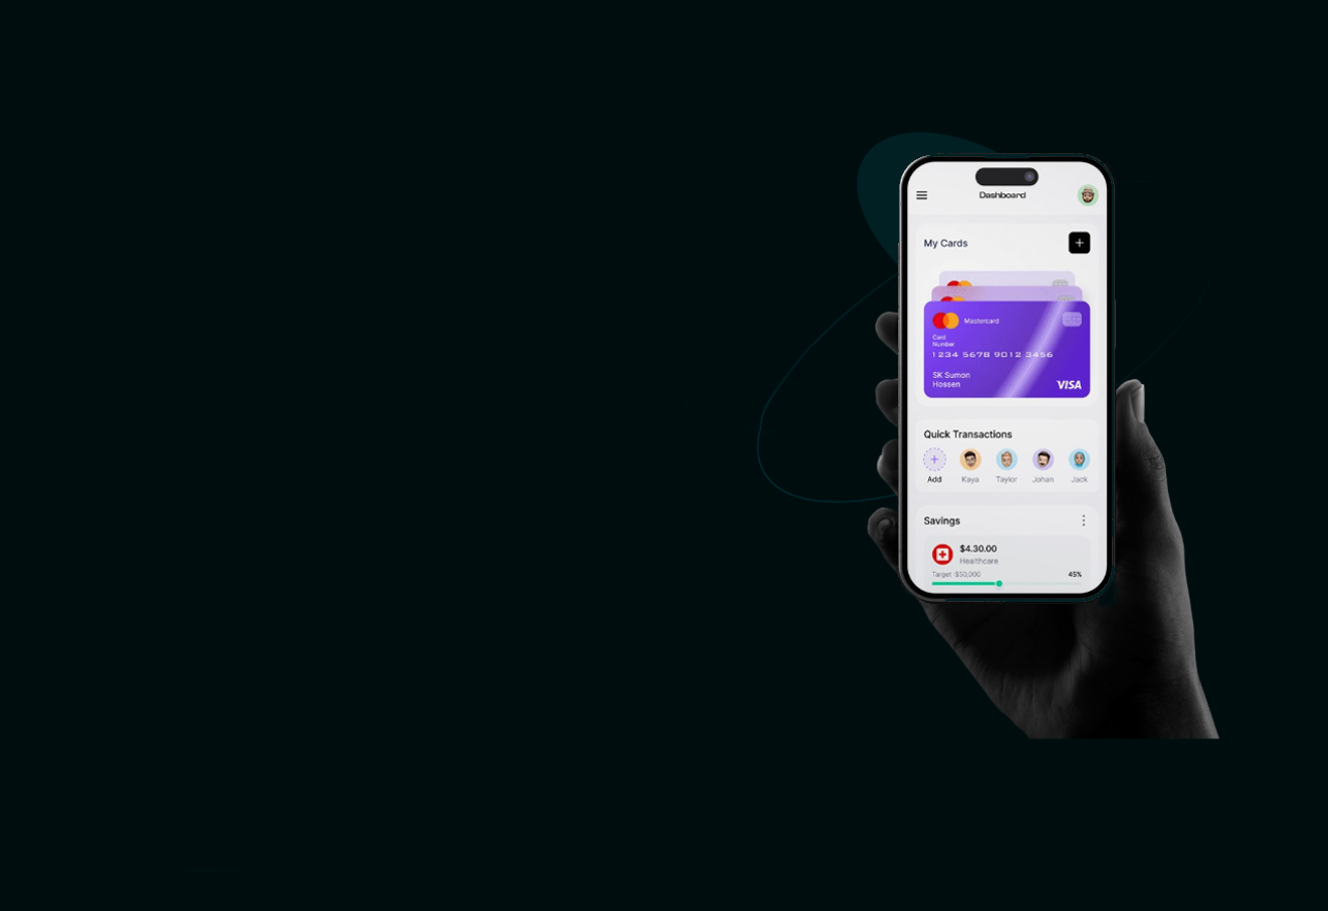 Dashboard
My Cards
Mastercard
Card
Number
1234 5678 9012 3456
SK Sumon
Hossen
VISA
Quick Transactions
Add Kaya Taylor Johan Jack
Savings
$4.30.00
Healthcare
Target :$50,000 45%